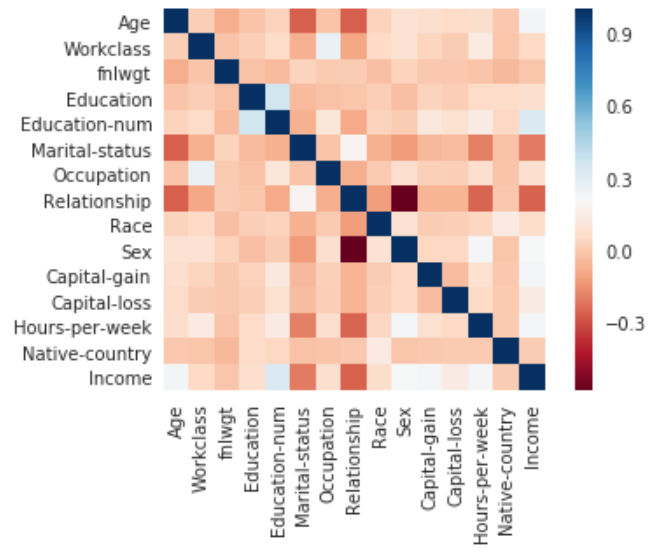 Age
Workclass
fnlwgt
Education
Education-num
Marital-status
Occupation
Relationship
Race
Sex
Capital-gain
Capital-loss
Hours-per-week
Native-country
Income
Age
Workclass
fnlwgt
Education
Education-num
Marital-status
Occupation
Relationship
Race
Sex
Capital-gain
Capital-loss
Hours-per-week
Native-country
Income
0.9
0.6
0.3
0.0
−0.3